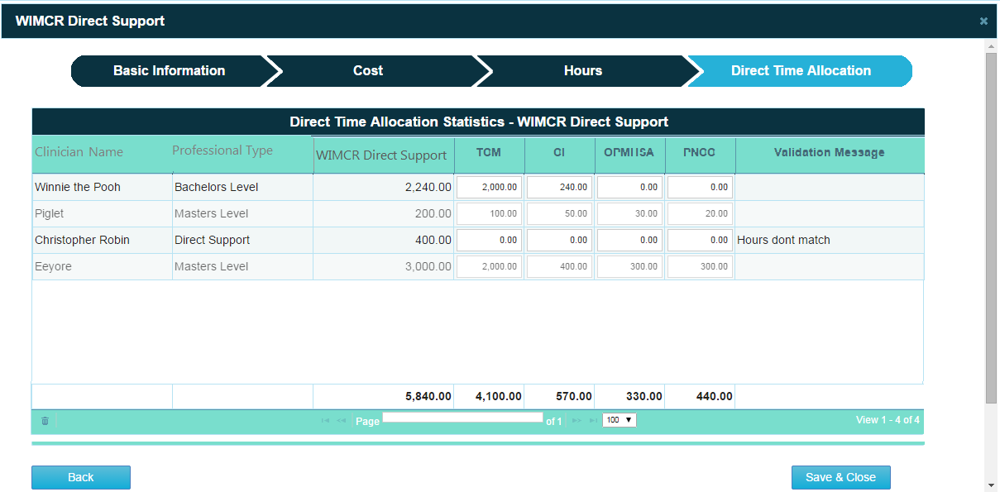 WIMCR Direct Support
Basic Information Cost Hours Direct Time Allocation
Direct Time Allocation Statistics - WIMCR Direct Support
Clinician Name Professional Type WIMCR Direct Support TCM Validation Message
Winnie the Pooh Bachelors Level 2,240.00 2,000.00 240.00 0.00 0.00
Piglet Masters Level 200.00 100.00 50.00 30.00 20.00
Christopher Robin Direct Support 400.00 0.00 0.00 0.00 0.00 Hours dont match
Eeyore Masters Level 3,000.00 2,000.00 400.00 300.00 300.00
5,840.00 4,100.00 570.00 330.00 440.00
Page of 1 100 View 1 - 4 of 4
Back Save & Close